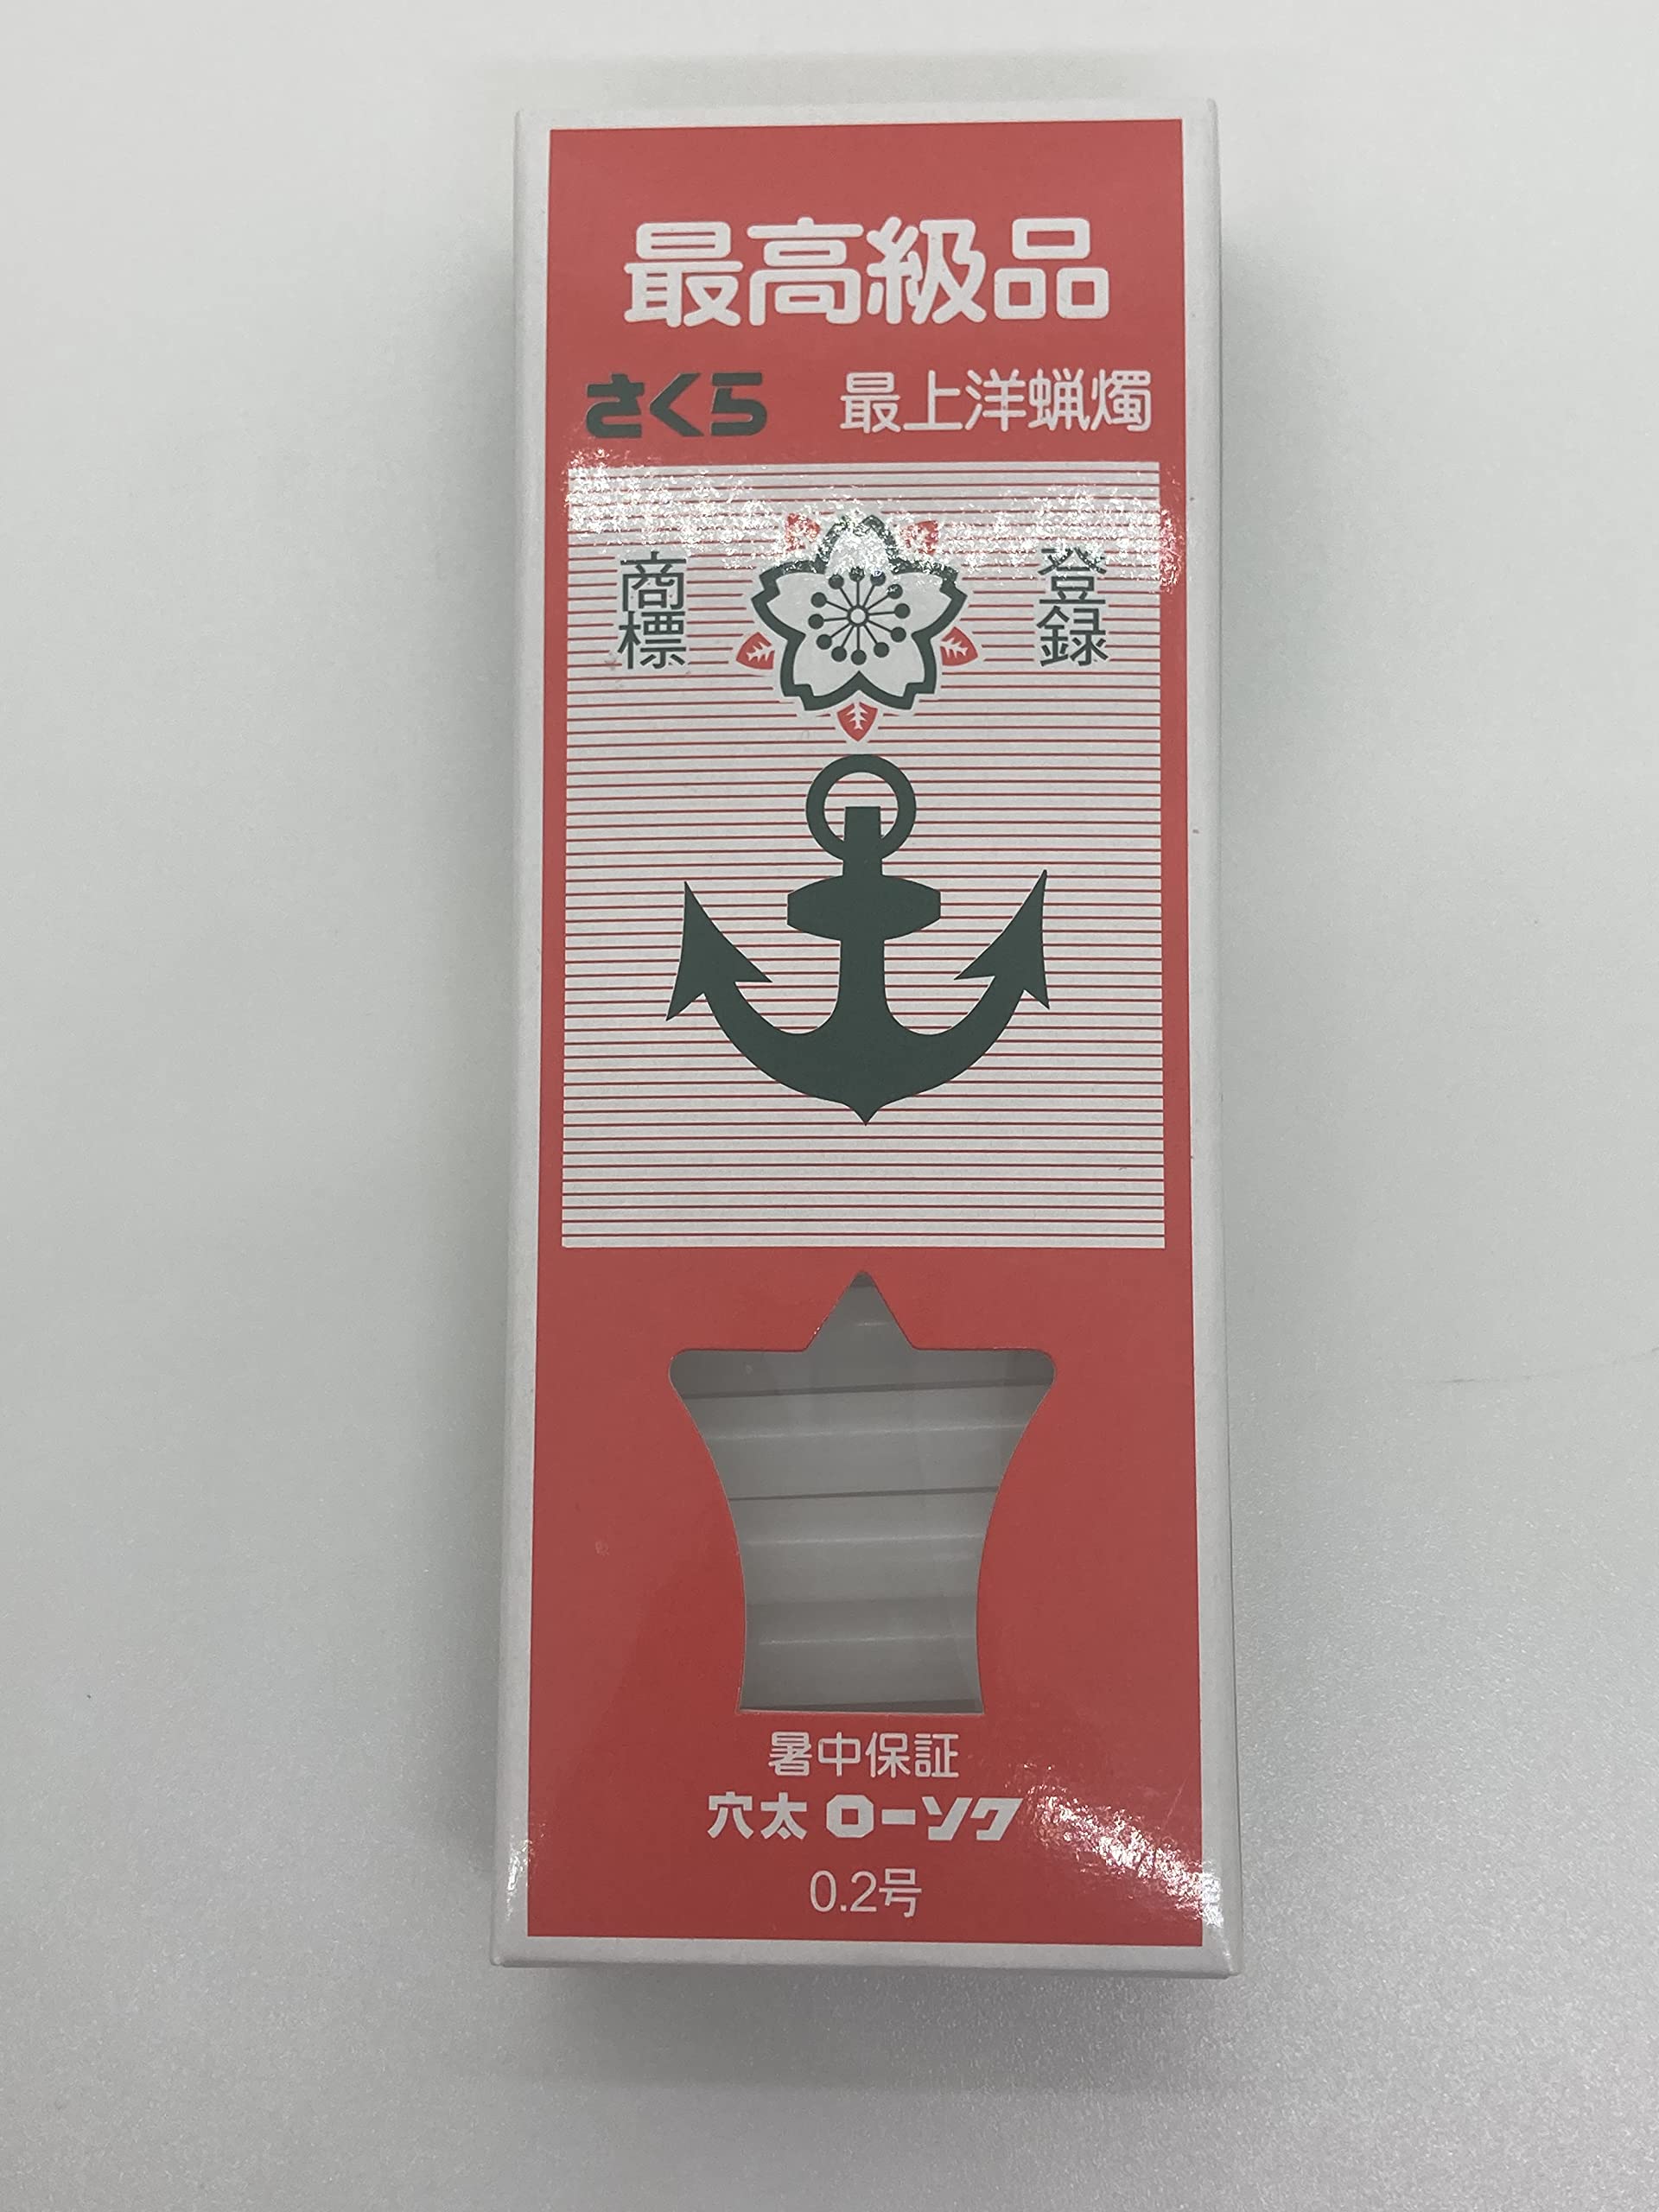 最高級品
さくら 最上洋蝋燭
登録
商標
暑中保証
穴太ローソク
0.2号